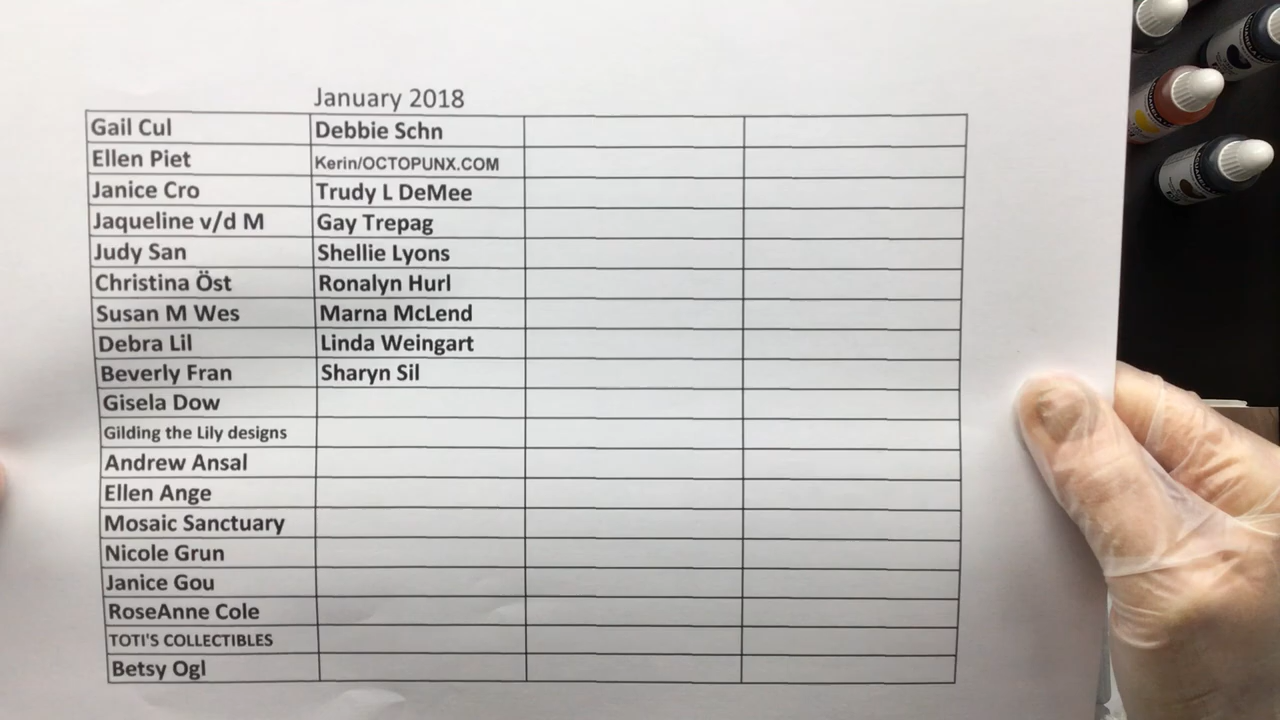 January 2018
Gail Cul Debbie Schn
Ellen Piet Kerin/OCTOPUNX.COM
Janice Cro Trudy L DeMee
Jaqueline v/d M Gay Trepag
Judy San Shellie Lyons
Christina Öst Ronalyn Hurl
Susan M Wes Marna McLend
Debra Lil Linda Weingart
Beverly Fran Sharyn Sil
Gisela Dow
Gilding the Lily designs
Andrew Ansal
Ellen Ange
Mosaic Sanctuary
Nicole Grun
Janice Gou
RoseAnne Cole
TOTI'S COLLECTIBLES
Betsy Ogl